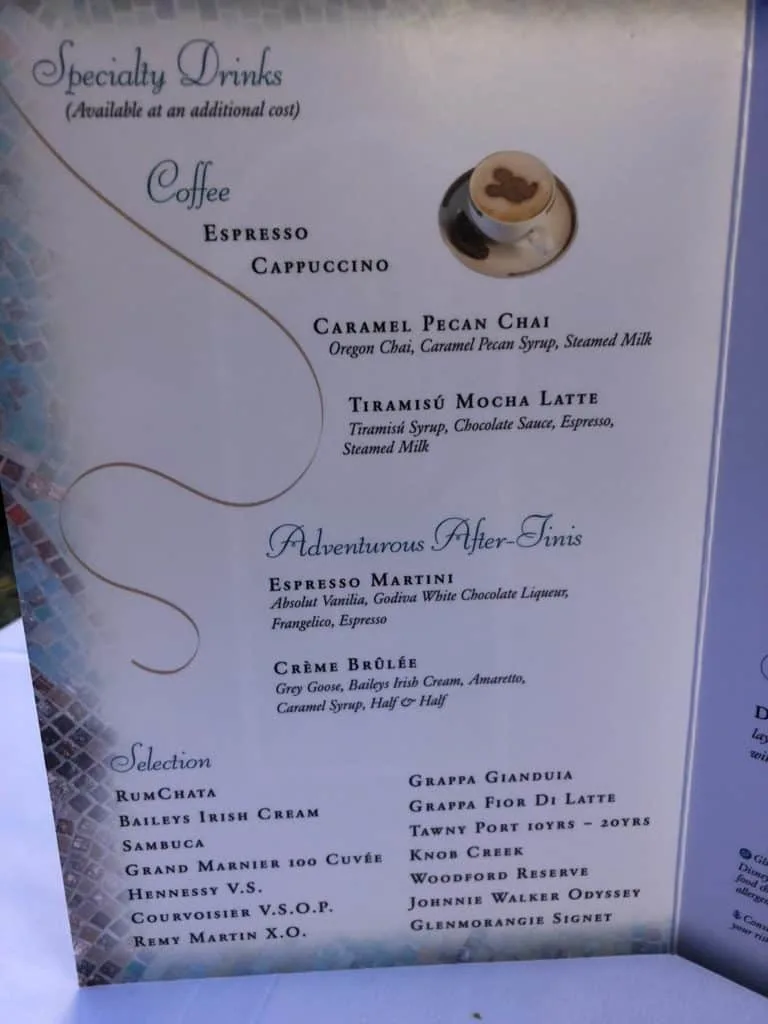 Specialty Drinks
(Available at an additional cost)
Coffee
ESPRESSO
CAPPUCCINO
CARAMEL PECAN CHAI
Oregon Chai, Caramel Pecan Syrup, Steamed Milk
TIRAMISÚ MOCHA LATTE
Tiramisú Syrup, Chocolate Sauce, Espresso,
Steamed Milk
Adventurous After-Tinis
ESPRESSO MARTINI
Absolut Vanilia, Godiva White Chocolate Liqueur,
Frangelico, Espresso
CRÈME BRÛLÉE
Grey Goose, Baileys Irish Cream, Amaretto,
Caramel Syrup, Half & Half
Selection
RUMCHATA
BAILEYS IRISH CREAM
SAMBUCA
GRAND MARNIER 100 CUVÉE
HENNESSY V.S.
COURVOISIER V.S.O.P.
REMY MARTIN X.O.
GRAPPA GIANDUIA
GRAPPA FIOR DI LATTE
TAWNY PORT 10YRS – 20YRS
KNOB CREEK
WOODFORD RESERVE
JOHNNIE WALKER ODYSSEY
GLENMORANGIE SIGNET
D
lay
Disney
food
your